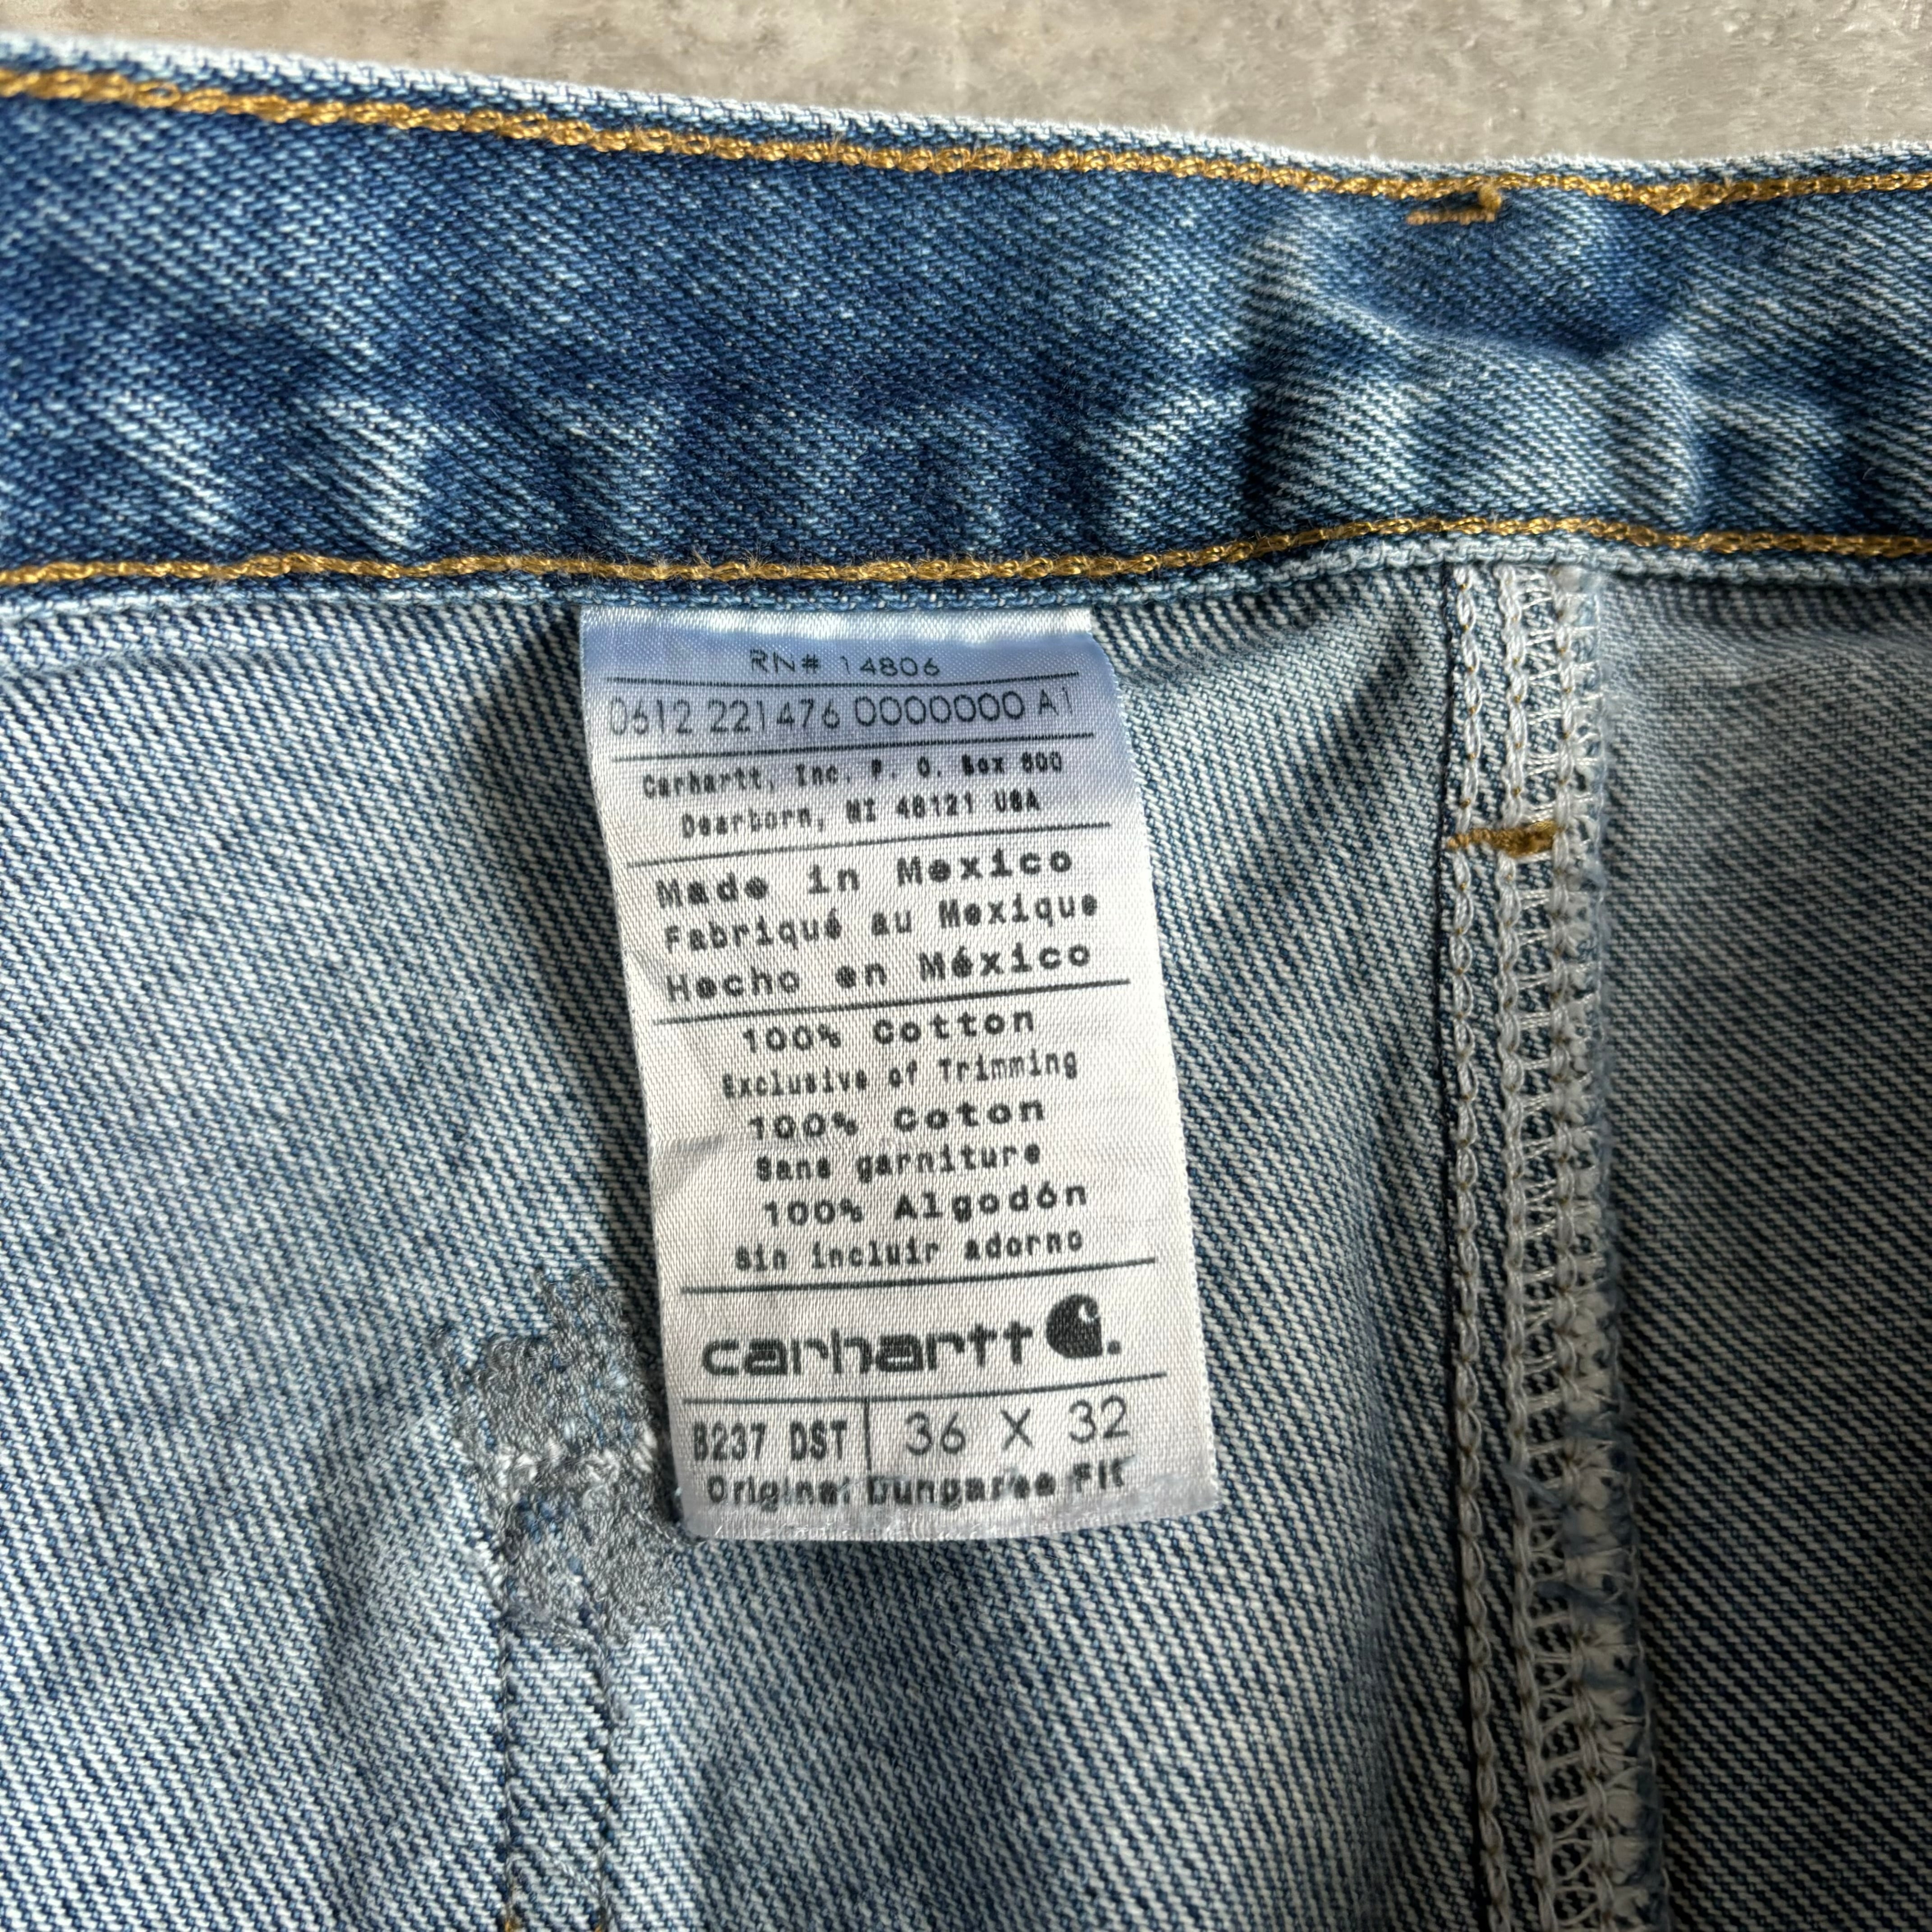 RN# 14806
0612 221476 0000000 A1
Carhartt, Inc. P. O. Box 600
Dearborn, MI 48121 USA
Made in Mexico
Fabriqué au Mexique
Hecho en México
100% Cotton
Exclusive of Trimming
100% Coton
Sans garniture
100% Algodón
Sin incluir adorno
carhartt
B237 DST 36 X 32
Original Dungaree Fit